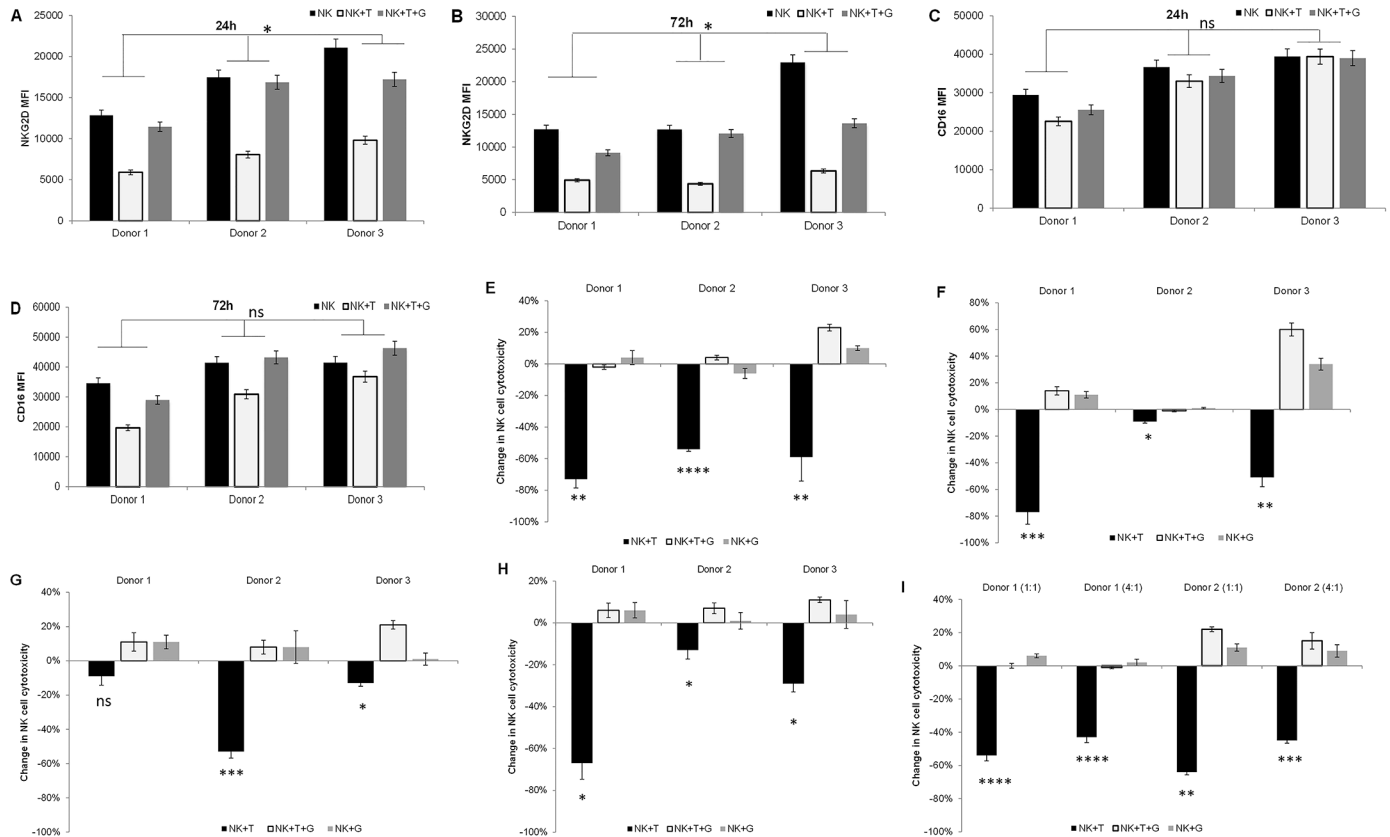 A
24h
*
NK NK+T NK+T+G
NKG2D MFI
25000
20000
15000
10000
5000
0
Donor 1 Donor 2 Donor 3
B
72h
*
NK NK+T NK+T+G
NKG2D MFI
30000
25000
20000
15000
10000
5000
0
Donor 1 Donor 2 Donor 3
C
24h
ns
NK NK+T NK+T+G
CD16 MFI
50000
40000
30000
20000
10000
0
Donor 1 Donor 2 Donor 3
D
72h
ns
NK NK+T NK+T+G
CD16 MFI
60000
50000
40000
30000
20000
10000
0
Donor 1 Donor 2 Donor 3
E
Donor 1 Donor 2 Donor 3
Change in NK cell cytotoxicity
40%
20%
0%
-20%
-40%
-60%
-80%
-100%
** **** **
NK+T NK+T+G NK+G
F
Donor 1 Donor 2 Donor 3
Change in NK cell cytotoxicity
80%
60%
40%
20%
0%
-20%
-40%
-60%
-80%
-100%
*** * **
NK+T NK+T+G NK+G
G
Donor 1 Donor 2 Donor 3
Change in NK cell cytotoxicity
40%
20%
0%
-20%
-40%
-60%
-80%
-100%
ns *** *
NK+T NK+T+G NK+G
H
Donor 1 Donor 2 Donor 3
Change in NK cell cytotoxicity
20%
0%
-20%
-40%
-60%
-80%
-100%
* * *
NK+T NK+T+G NK+G
I
Donor 1 (1:1) Donor 1 (4:1) Donor 2 (1:1) Donor 2 (4:1)
Change in NK cell cytotoxicity
40%
20%
0%
-20%
-40%
-60%
-80%
-100%
**** **** ** ***
NK+T NK+T+G NK+G